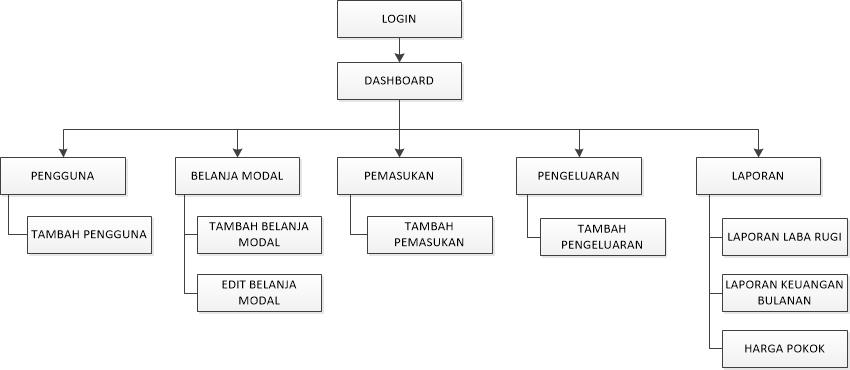 LOGIN
DASHBOARD
PENGGUNA
BELANJA MODAL
PEMASUKAN
PENGELUARAN
LAPORAN
TAMBAH PENGGUNA
TAMBAH BELANJA
MODAL
TAMBAH
PEMASUKAN
TAMBAH
PENGELUARAN
LAPORAN LABA RUGI
EDIT BELANJA
MODAL
LAPORAN KEUANGAN
BULANAN
HARGA POKOK